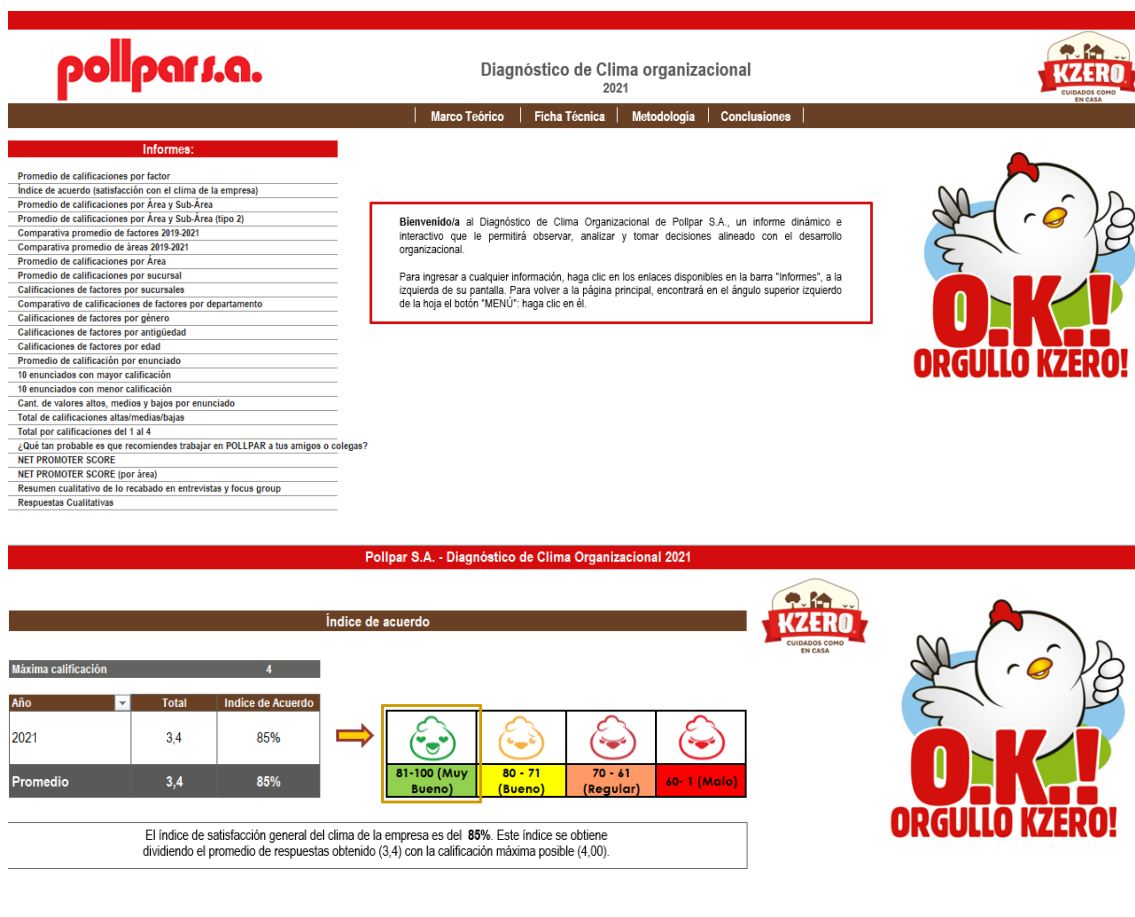 pollpar s.a.
Diagnóstico de Clima organizacional
2021
KZERO
CUIDADOS COMO
EN CASA
Marco Teórico
Ficha Técnica
Metodología
Conclusiones
Informes:
Promedio de calificaciones por factor
Índice de acuerdo (satisfacción con el clima de la empresa)
Promedio de calificaciones por Área y Sub-Área
Promedio de calificaciones por Área y Sub-Área (tipo 2)
Comparativa promedio de factores 2019-2021
Comparativa promedio de áreas 2019-2021
Promedio de calificaciones por Área
Promedio de calificaciones por sucursal
Calificaciones de factores por sucursales
Comparativo de calificaciones de factores por departamento
Calificaciones de factores por género
Calificaciones de factores por antigüedad
Calificaciones de factores por edad
Promedio de calificación por enunciado
10 enunciados con mayor calificación
10 enunciados con menor calificación
Cant. de valores altos, medios y bajos por enunciado
Total de calificaciones altas/medias/bajas
Total por calificaciones del 1 al 4
¿Qué tan probable es que recomiendes trabajar en POLLPAR a tus amigos o colegas?
NET PROMOTER SCORE
NET PROMOTER SCORE (por área)
Resumen cualitativo de lo recabado en entrevistas y focus group
Respuestas Cualitativas
Bienvenido/a al Diagnóstico de Clima Organizacional de Pollpar S.A., un informe dinámico e
interactivo que le permitirá observar, analizar y tomar decisiones alineado con el desarrollo
organizacional.
Para ingresar a cualquier información, haga clic en los enlaces disponibles en la barra "Informes", a la
izquierda de su pantalla. Para volver a la página principal, encontrará en el ángulo superior izquierdo
de la hoja el botón "MENÚ": haga clic en él.
O.K.!
ORGULLO KZERO!
Pollpar S.A. - Diagnóstico de Clima Organizacional 2021
Índice de acuerdo
KZERO
CUIDADOS COMO
EN CASA
Máxima calificación 4
Año Total Indice de Acuerdo
2021 3,4 85%
Promedio 3,4 85%
81-100 (Muy
Bueno)
80 - 71
(Bueno)
70 - 61
(Regular)
60- 1 (Malo)
El índice de satisfacción general del clima de la empresa es del 85%. Este índice se obtiene
dividiendo el promedio de respuestas obtenido (3,4) con la calificación máxima posible (4,00).
O.K.!
ORGULLO KZERO!